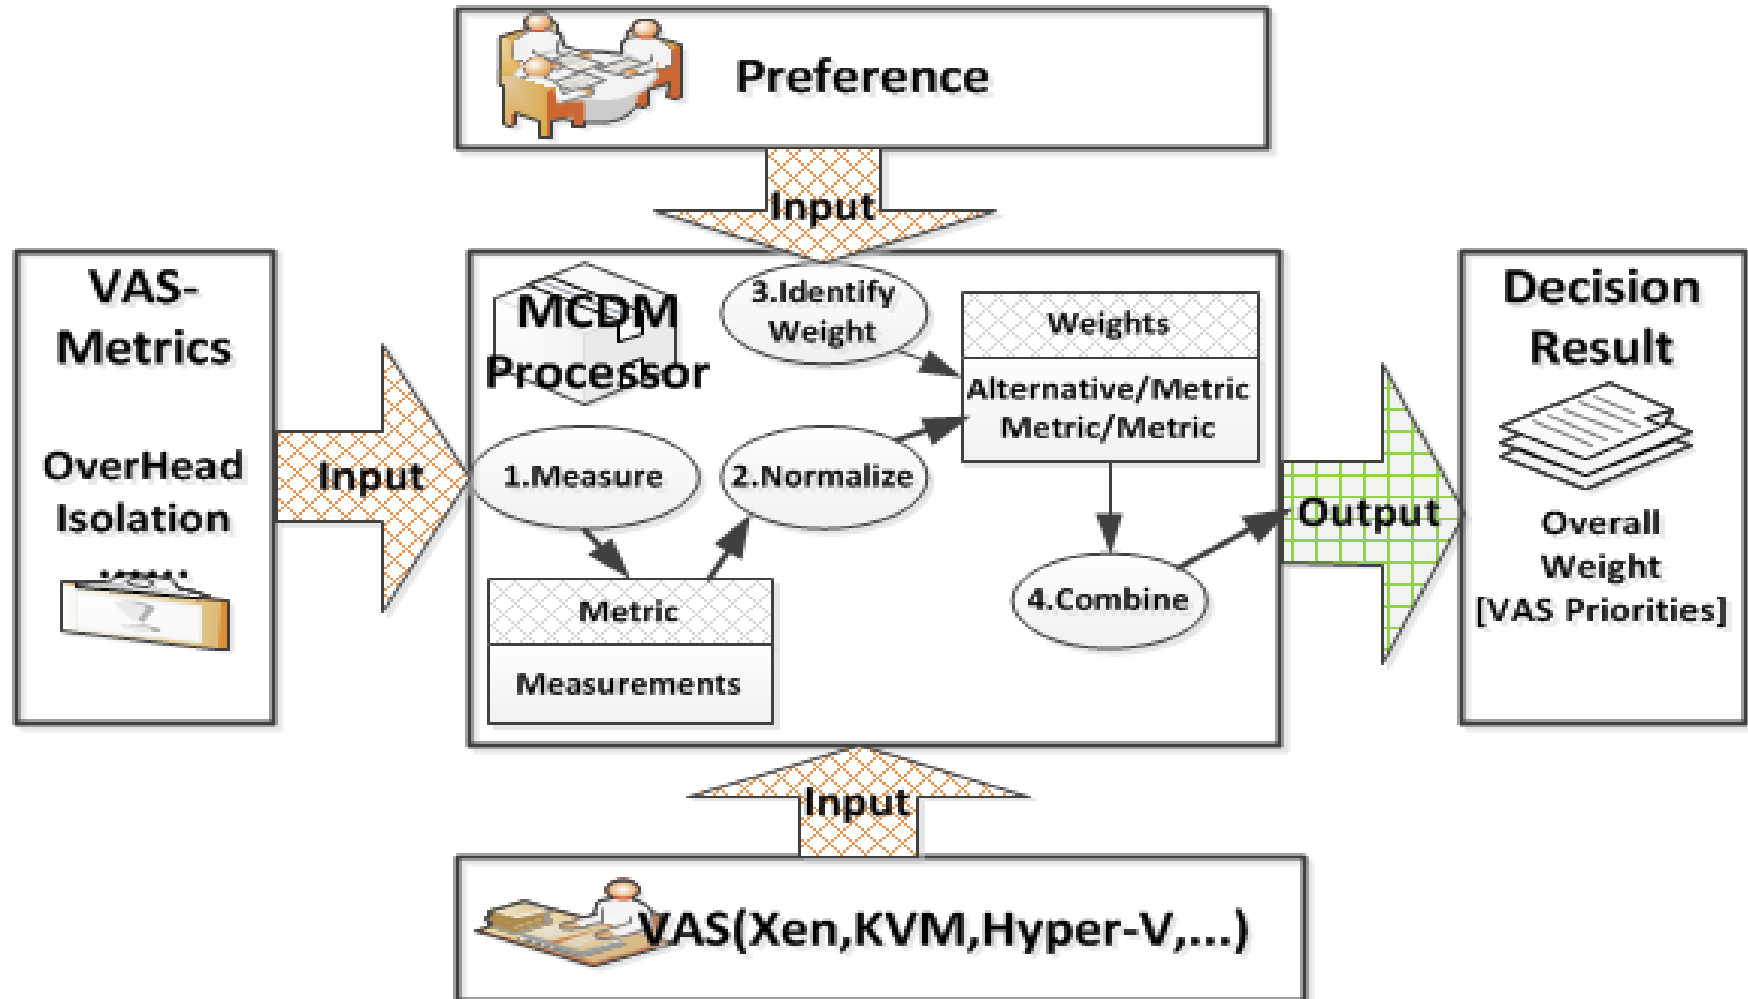 Preference
Input
VAS-
Metrics
OverHead
Isolation
......
Input
MCDM
Processor
3.Identify
Weight
Weights
Alternative/Metric
Metric/Metric
1.Measure
2.Normalize
Metric
Measurements
4.Combine
Output
Decision
Result
Overall
Weight
[VAS Priorities]
Input
VAS(Xen,KVM,Hyper-V,...)